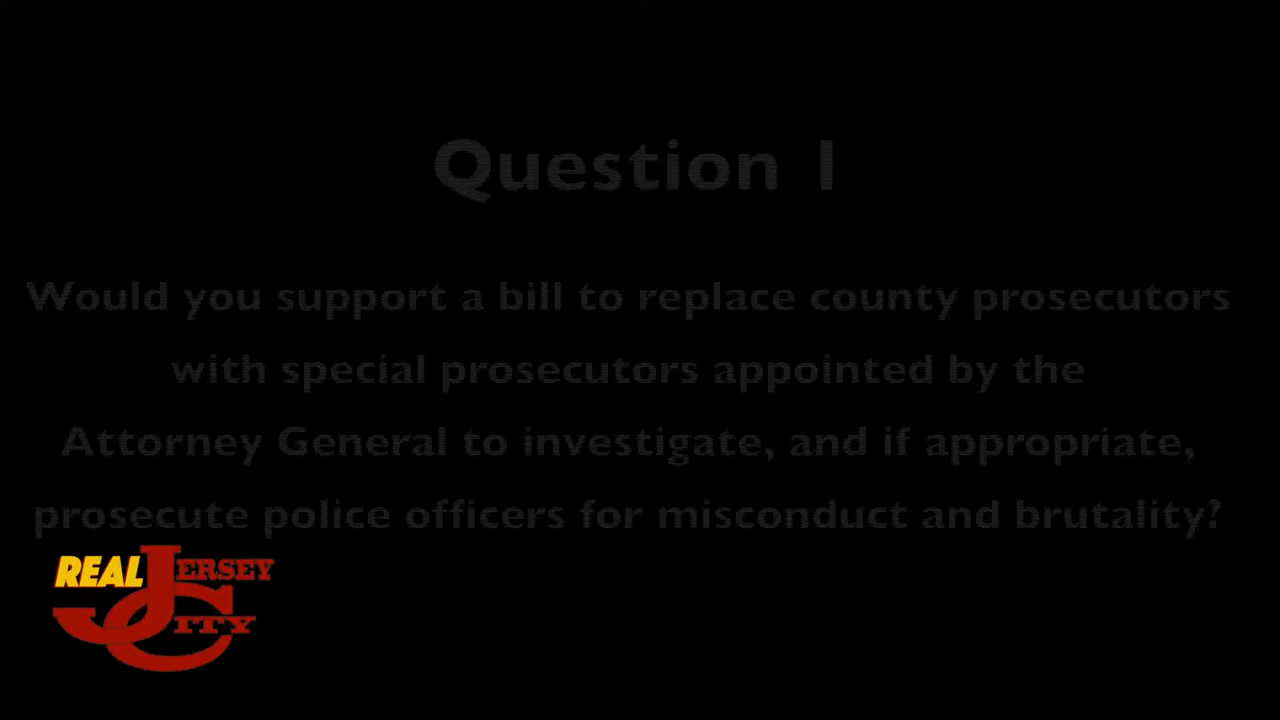 Question 1
Would you support a bill to replace county prosecutors
with special prosecutors appointed by the
Attorney General to investigate, and if appropriate,
prosecute police officers for misconduct and brutality?
REAL JERSEY
CITY